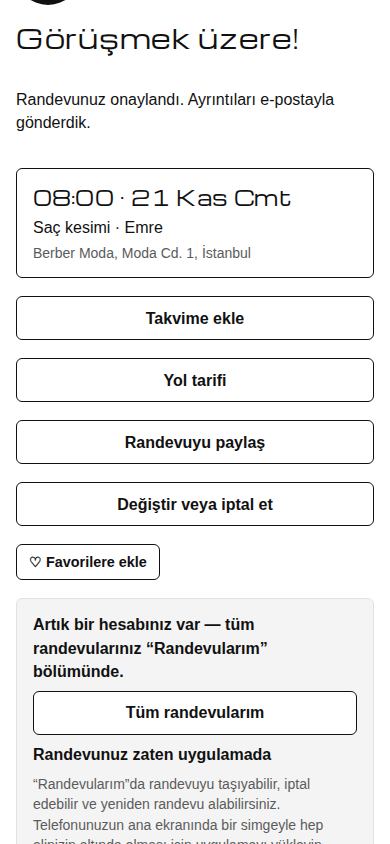 Görüşmek üzere!
Randevunuz onaylandı. Ayrıntıları e-postayla
gönderdik.
08:00 · 21 Kas Cmt
Saç kesimi · Emre
Berber Moda, Moda Cd. 1, İstanbul
Takvime ekle
Yol tarifi
Randevuyu paylaş
Değiştir veya iptal et
♡ Favorilere ekle
Artık bir hesabınız var — tüm
randevularınız “Randevularım”
bölümünde.
Tüm randevularım
Randevunuz zaten uygulamada
“Randevularım”da randevuyu taşıyabilir, iptal
edebilir ve yeniden randevu alabilirsiniz.
Telefonunuzun ana ekranında bir simgeyle hep